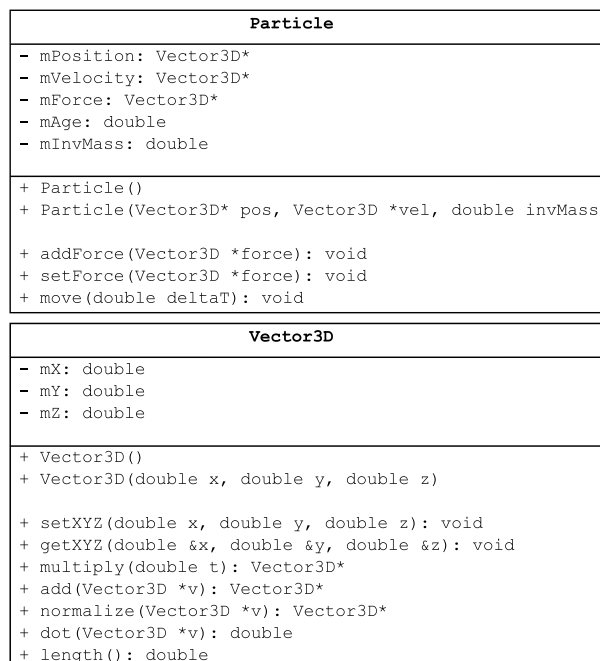 Particle
- mPosition: Vector3D*
- mVelocity: Vector3D*
- mForce: Vector3D*
- mAge: double
- mInvMass: double
+ Particle()
+ Particle(Vector3D* pos, Vector3D *vel, double invMass
+ addForce(Vector3D *force): void
+ setForce(Vector3D *force): void
+ move(double deltaT): void
Vector3D
- mX: double
- mY: double
- mZ: double
+ Vector3D()
+ Vector3D(double x, double y, double z)
+ setXYZ(double x, double y, double z): void
+ getXYZ(double &x, double &y, double &z): void
+ multiply(double t): Vector3D*
+ add(Vector3D *v): Vector3D*
+ normalize(Vector3D *v): Vector3D*
+ dot(Vector3D *v): double
+ length(): double